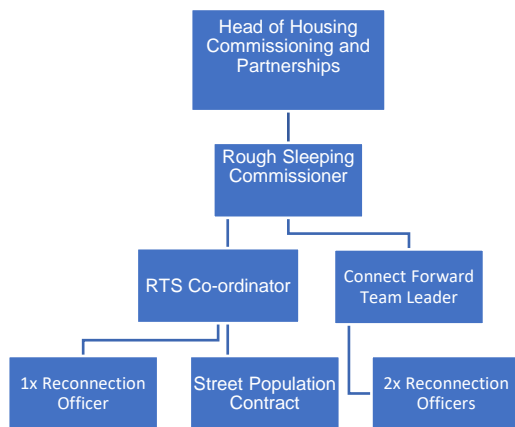 Head of Housing
Commissioning and
Partnerships
Rough Sleeping
Commissioner
RTS Co-ordinator
Connect Forward
Team Leader
1x Reconnection
Officer
Street Population
Contract
2x Reconnection
Officers